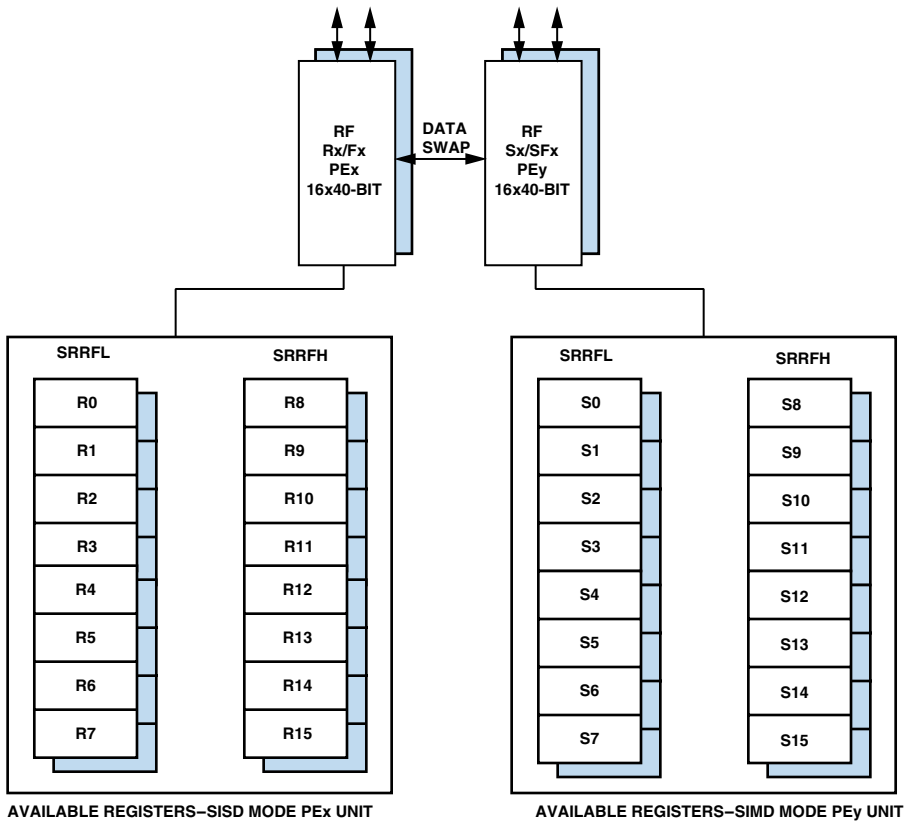 RF
Rx/Fx
PEx
16x40-BIT
DATA
SWAP
RF
Sx/SFx
PEy
16x40-BIT
SRRFL
SRRFH
R0
R1
R2
R3
R4
R5
R6
R7
R8
R9
R10
R11
R12
R13
R14
R15
AVAILABLE REGISTERS–SISD MODE PEx UNIT
SRRFL
SRRFH
S0
S1
S2
S3
S4
S5
S6
S7
S8
S9
S10
S11
S12
S13
S14
S15
AVAILABLE REGISTERS–SIMD MODE PEy UNIT